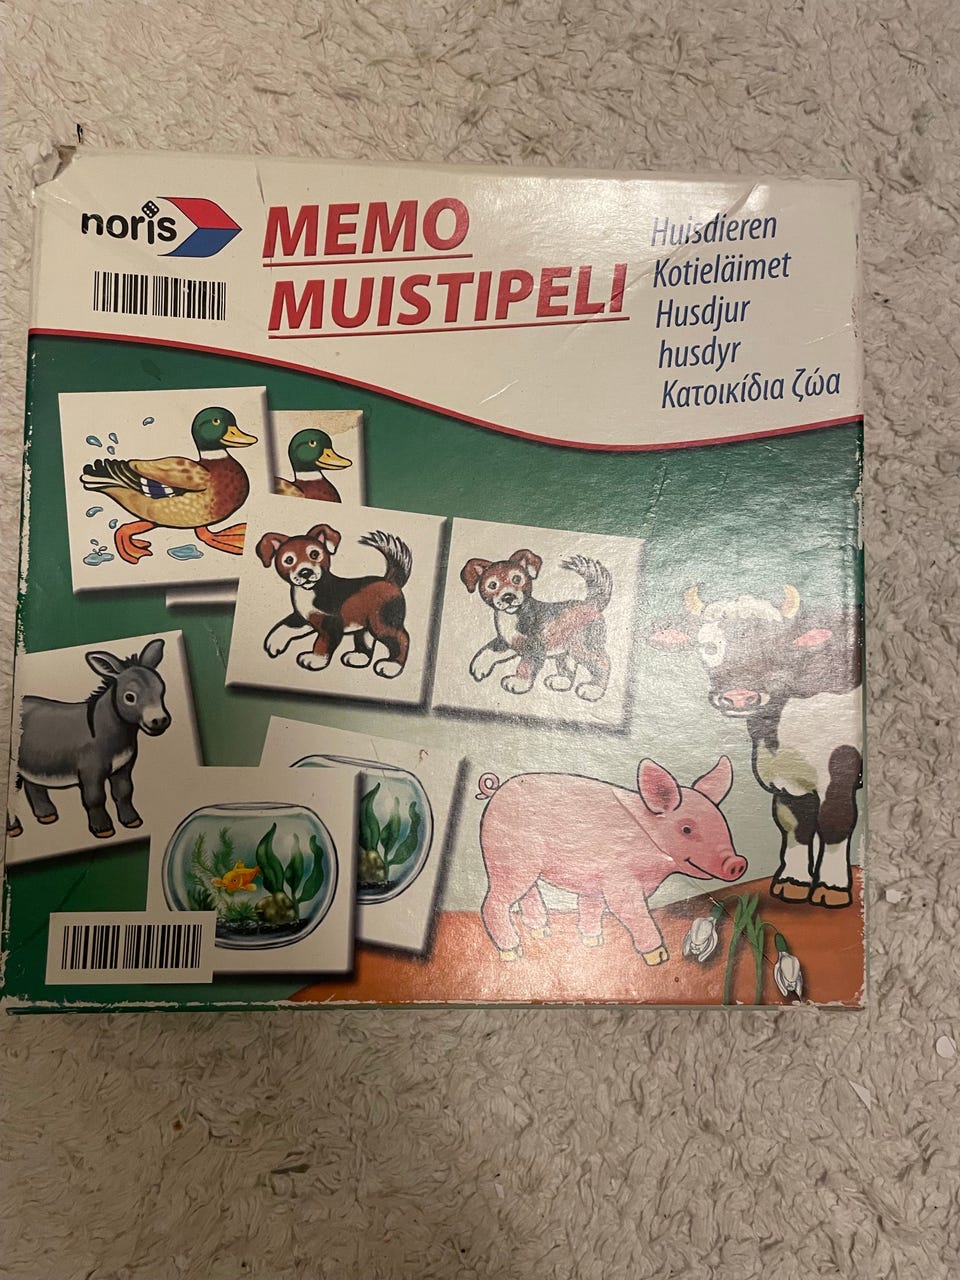 noris
MEMO
MUISTIPELI
Huisdieren
Kotieläimet
Husdjur
husdyr
Κατοικίδια ζώα